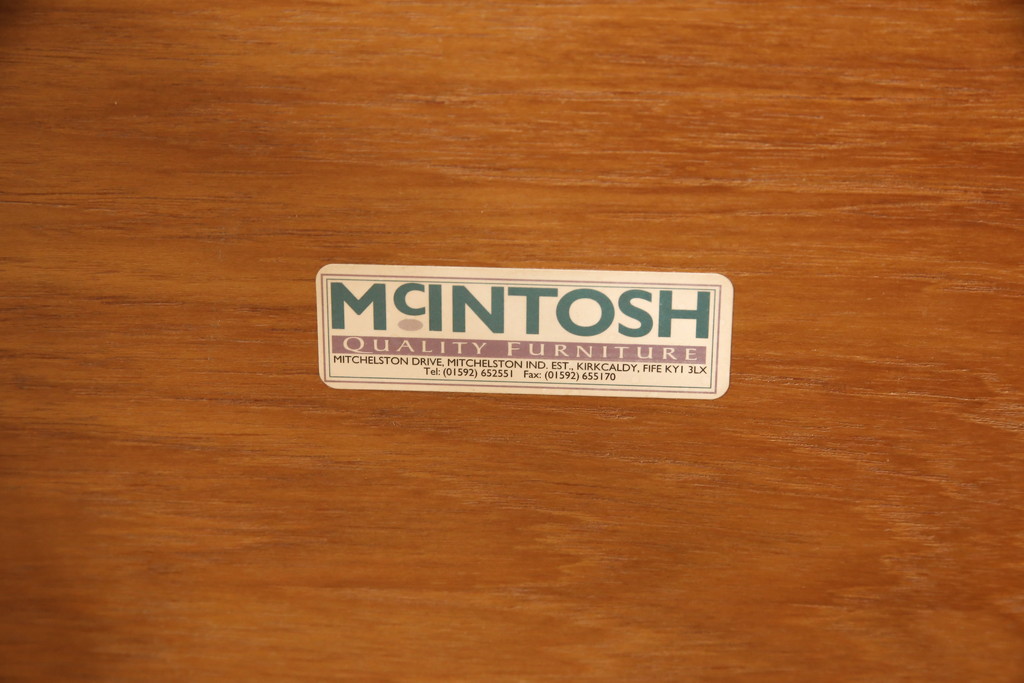 McINTOSH
QUALITY FURNITURE
MITCHELSTON DRIVE, MITCHELSTON IND. EST., KIRKCALDY, FIFE KY1 3LX
Tel: (01592) 652551 Fax: (01592) 655170